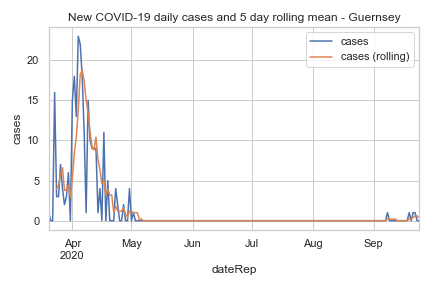 New COVID-19 daily cases and 5 day rolling mean - Guernsey
cases
cases (rolling)
cases
20
15
10
5
0
Apr
2020
May
Jun
Jul
Aug
Sep
dateRep